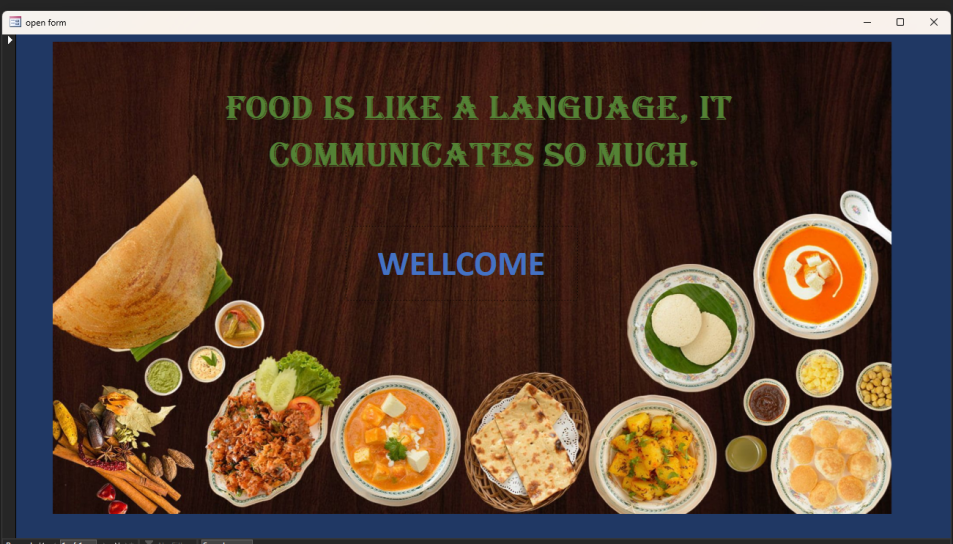 open form
FOOD IS LIKE A LANGUAGE, IT
COMMUNICATES SO MUCH.
WELLCOME